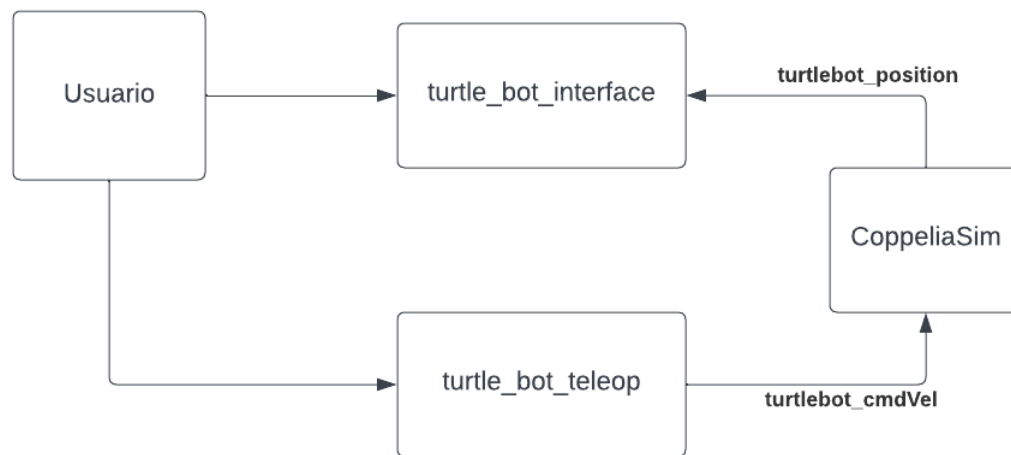 Usuario
turtle_bot_interface
turtlebot_position
CoppeliaSim
turtle_bot_teleop
turtlebot_cmdVel